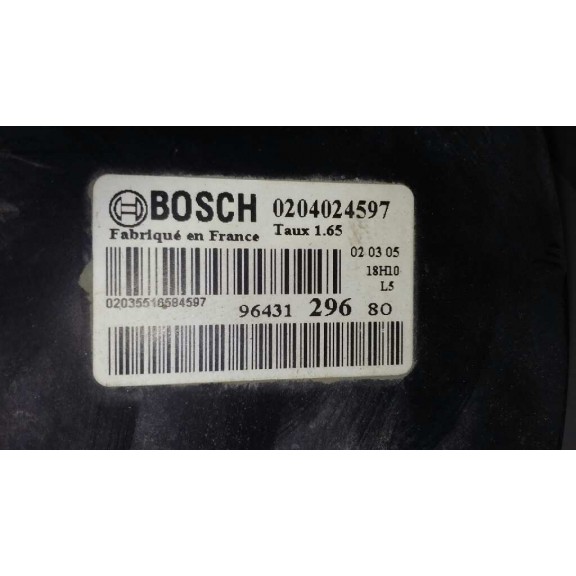 BOSCH 0204024597
Fabriqué en France Taux 1.65
02 03 05
18H10
L5
02035516584597
96431 296 80